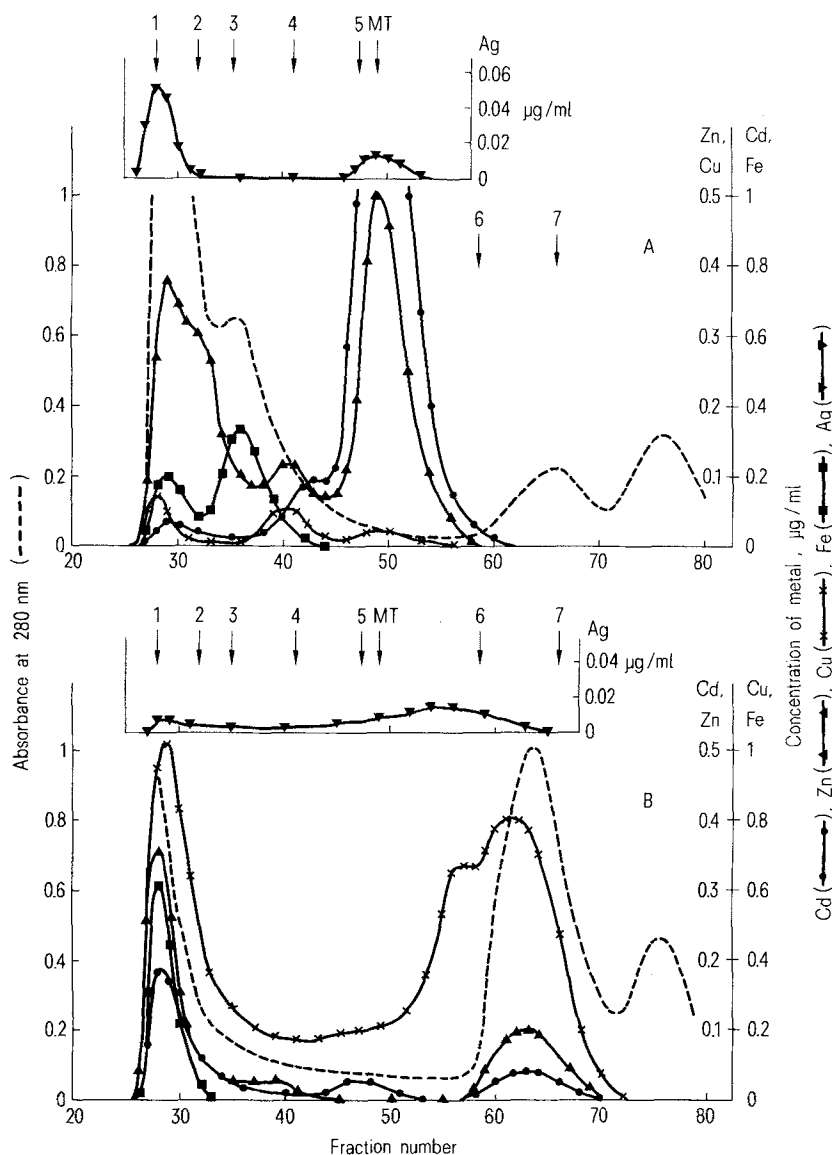 1 2 3 4 5 MT
Ag
0.06
0.04 µg/ml
0.02
0
Zn, Cd,
Cu Fe
1 0.5 1
6 7 A
0.8 0.4 0.8
0.6 0.3 0.6
0.4 0.2 0.4
0.2 0.1 0.2
0 0 0
20 30 40 50 60 70 80
1 2 3 4 5 MT 6 7
Ag
0.04 µg/ml
0.02
0
Cd, Cu,
Zn Fe
1 0.5 1
B
0.8 0.4 0.8
0.6 0.3 0.6
0.4 0.2 0.4
0.2 0.1 0.2
0 0 0
20 30 40 50 60 70 80
Fraction number
Absorbance at 280 nm (-----)
Concentration of metal, µg/ml
Cd (●—●), Zn (▲—▲), Cu (×—×), Fe (■—■), Ag (▼—▼)